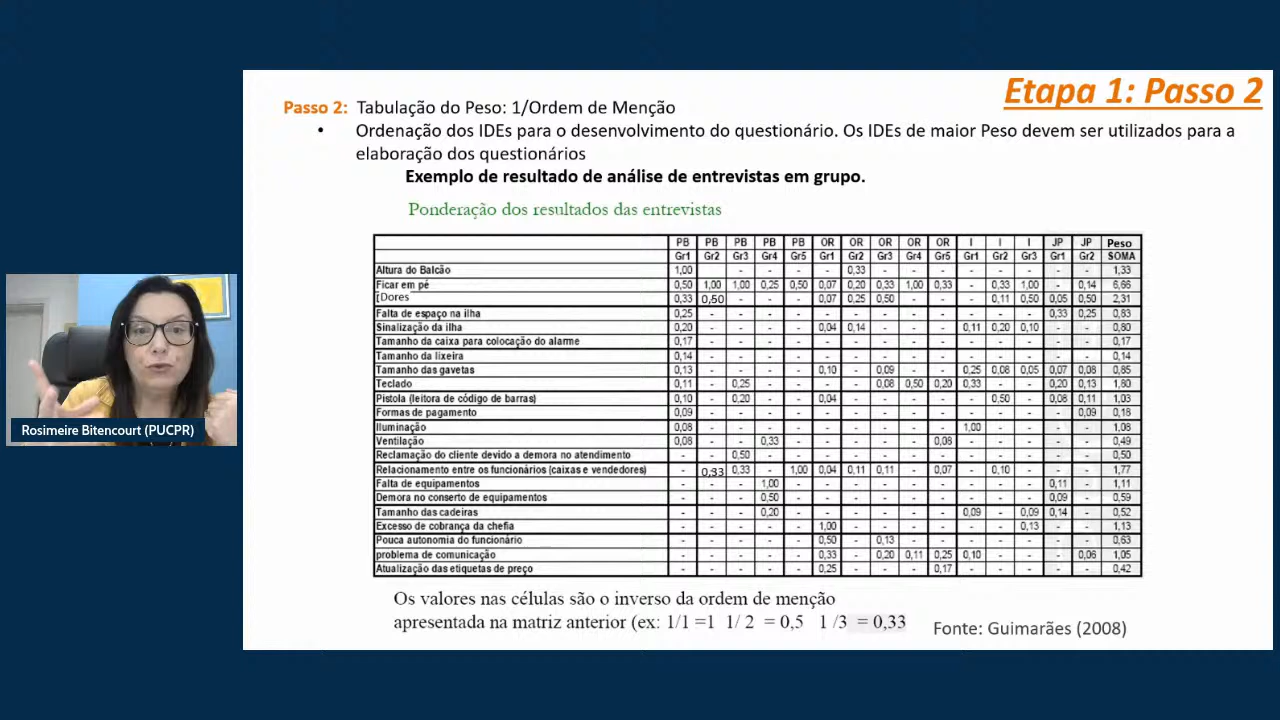 Etapa 1: Passo 2
Passo 2: Tabulação do Peso: 1/Ordem de Menção
• Ordenação dos IDEs para o desenvolvimento do questionário. Os IDEs de maior Peso devem ser utilizados para a
elaboração dos questionários
Exemplo de resultado de análise de entrevistas em grupo.
Ponderação dos resultados das entrevistas
PB PB PB PB PB OR OR OR OR OR I I I JP JP Peso
Gr1 Gr2 Gr3 Gr4 Gr5 Gr1 Gr2 Gr3 Gr4 Gr5 Gr1 Gr2 Gr3 Gr1 Gr2 SOMA
Altura do Balcão 1,00 - - - - 0,33 - - - - - - - - 1,33
Ficar em pé 0,50 1,00 1,00 0,25 0,50 0,07 0,20 0,33 1,00 0,33 - 0,33 1,00 - 0,14 6,66
[Dores 0,33 0,50 - - - 0,07 0,25 0,50 - - - 0,11 0,50 0,05 0,50 2,31
Falta de espaço na ilha 0,25 - - - - - - - - - - - - 0,33 0,25 0,83
Sinalização da ilha 0,20 - - - - 0,04 0,14 - - - 0,11 0,20 0,10 - - 0,80
Tamanho da caixa para colocação do alarme 0,17 - - - - - - - - - - - - - - 0,17
Tamanho da lixeira 0,14 - - - - - - - - - - - - - - 0,14
Tamanho das gavetas 0,13 - - - - 0,10 - 0,09 - - 0,25 0,08 0,05 0,07 0,08 0,85
Teclado 0,11 - 0,25 - - - - 0,08 0,50 0,20 0,33 - - 0,20 0,13 1,80
Pistola (leitora de código de barras) 0,10 - 0,20 - - 0,04 - - - - - 0,50 - 0,08 0,11 1,03
Formas de pagamento 0,09 - - - - - - - - - - - - - 0,09 0,18
Iluminação 0,08 - - - - - - - - - 1,00 - - - - 1,08
Ventilação 0,08 - - 0,33 - - - - - 0,08 - - - - - 0,49
Reclamação do cliente devido a demora no atendimento - - 0,50 - - - - - - - - - - - - 0,50
Relacionamento entre os funcionários (caixas e vendedores) - 0,33 0,33 - 1,00 0,04 0,11 0,11 - 0,07 - 0,10 - - - 1,77
Falta de equipamentos - - - 1,00 - - - - - - - - - 0,11 - 1,11
Demora no conserto de equipamentos - - - 0,50 - - - - - - - - - 0,09 - 0,59
Tamanho das cadeiras - - - 0,20 - - - - - - 0,09 - 0,09 0,14 - 0,52
Excesso de cobrança da chefia - - - - - 1,00 - - - - - - 0,13 - - 1,13
Pouca autonomia do funcionário - - - - - 0,50 - 0,13 - - - - - - - 0,63
problema de comunicação - - - - - 0,33 - 0,20 0,11 0,25 0,10 - - - 0,06 1,05
Atualização das etiquetas de preço - - - - - 0,25 - - - 0,17 - - - - - 0,42
Os valores nas células são o inverso da ordem de menção
apresentada na matriz anterior (ex: 1/1 =1 1/ 2 = 0,5 1 /3 = 0,33
Fonte: Guimarães (2008)
Rosimeire Bitencourt (PUCPR)